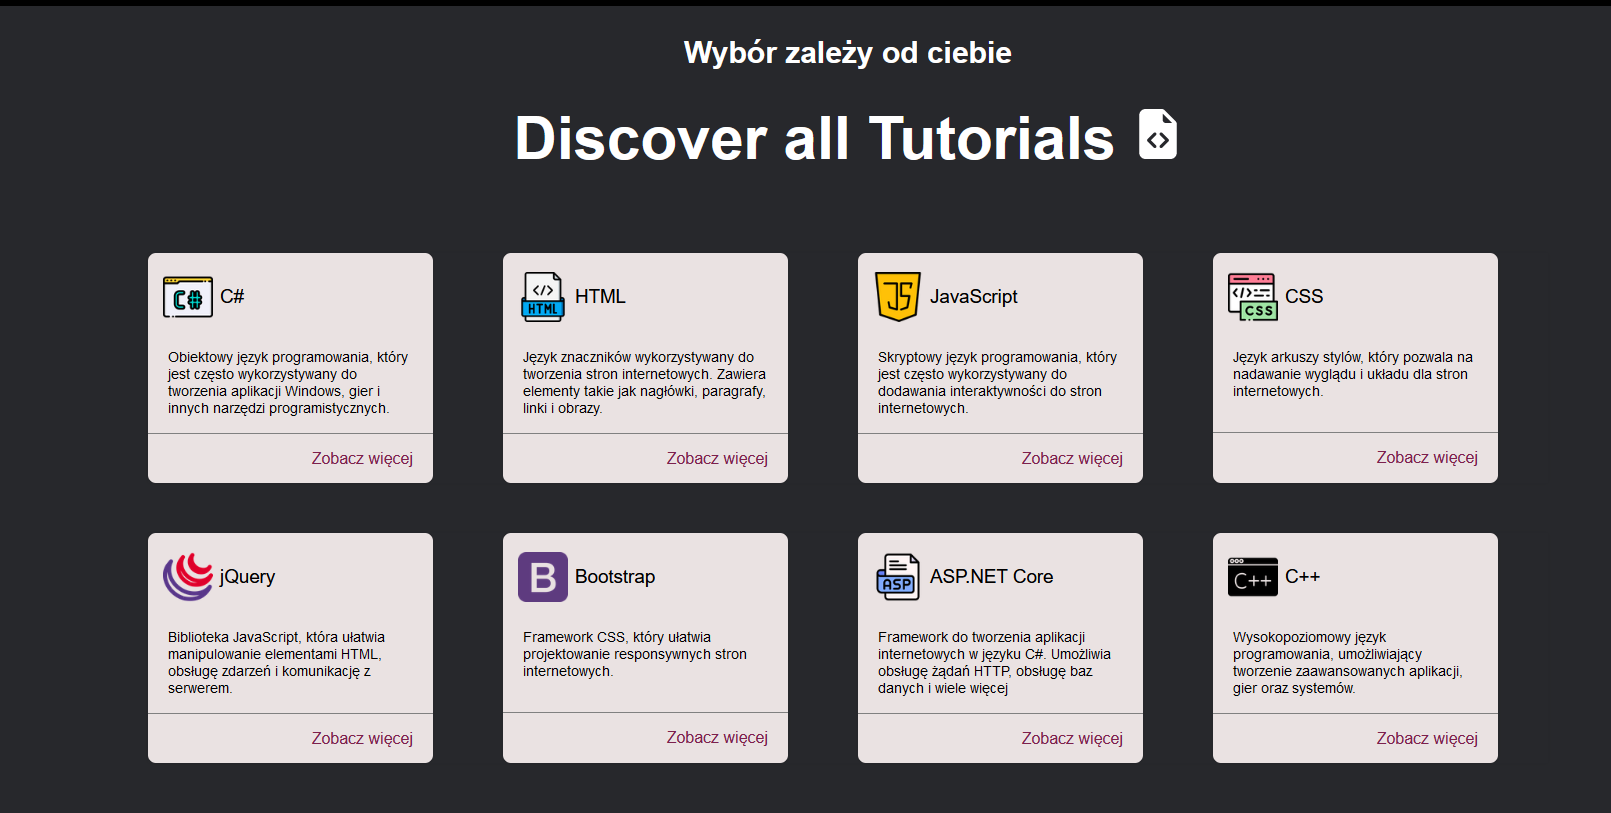 Wybór zależy od ciebie
Discover all Tutorials
C#
C#
Obiektowy język programowania, który
jest często wykorzystywany do
tworzenia aplikacji Windows, gier i
innych narzędzi programistycznych.
Zobacz więcej
HTML
HTML
Język znaczników wykorzystywany do
tworzenia stron internetowych. Zawiera
elementy takie jak nagłówki, paragrafy,
linki i obrazy.
Zobacz więcej
JS
JavaScript
Skryptowy język programowania, który
jest często wykorzystywany do
dodawania interaktywności do stron
internetowych.
Zobacz więcej
CSS
CSS
Język arkuszy stylów, który pozwala na
nadawanie wyglądu i układu dla stron
internetowych.
Zobacz więcej
jQuery
Biblioteka JavaScript, która ułatwia
manipulowanie elementami HTML,
obsługę zdarzeń i komunikację z
serwerem.
Zobacz więcej
B
Bootstrap
Framework CSS, który ułatwia
projektowanie responsywnych stron
internetowych.
Zobacz więcej
ASP
ASP.NET Core
Framework do tworzenia aplikacji
internetowych w języku C#. Umożliwia
obsługę żądań HTTP, obsługę baz
danych i wiele więcej
Zobacz więcej
C++
C++
Wysokopoziomowy język
programowania, umożliwiający
tworzenie zaawansowanych aplikacji,
gier oraz systemów.
Zobacz więcej